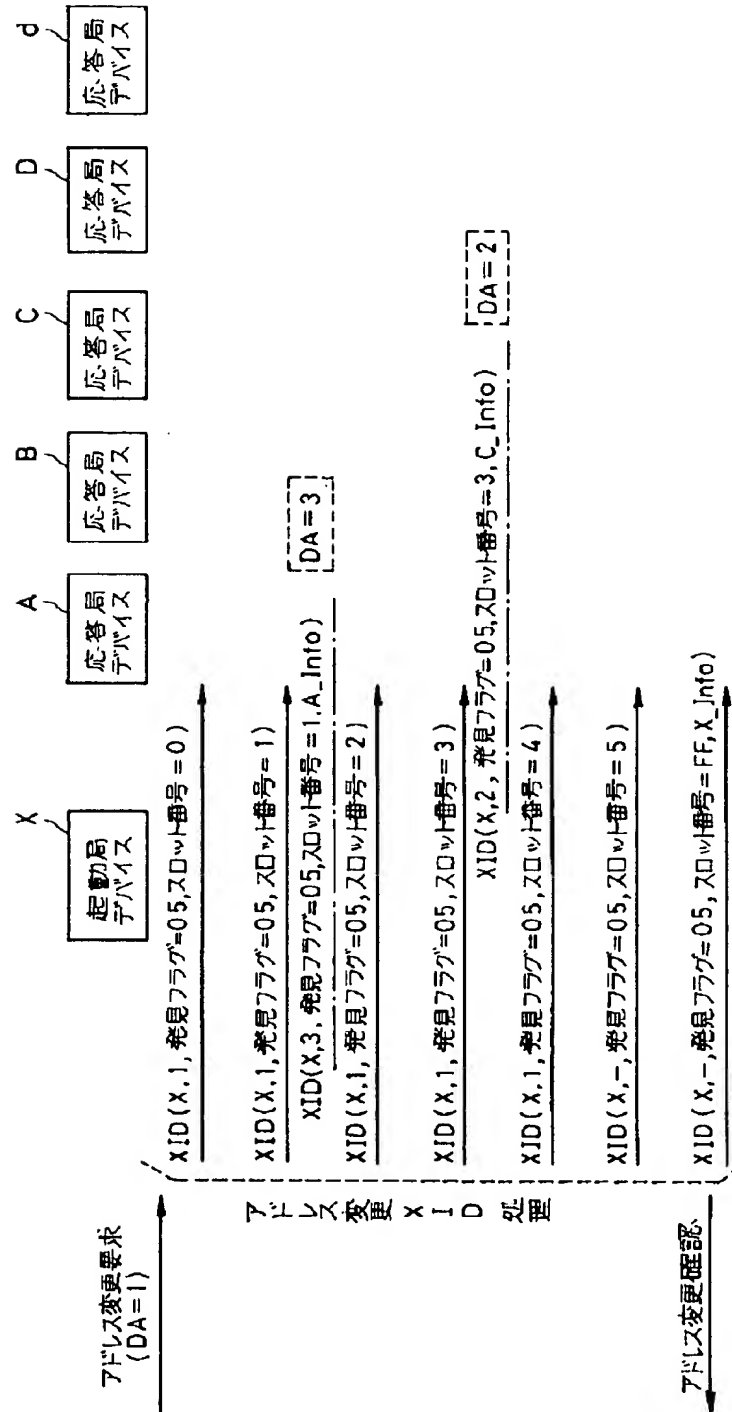 X
A
B
C
D
d
起動局
デバイス
応答局
デバイス
応答局
デバイス
応答局
デバイス
応答局
デバイス
応答局
デバイス
アドレス変更要求
(DA=1)
アドレス変更XID処理
XID(X,1,発見フラグ=05,スロット番号=0)
XID(X,1,発見フラグ=05,スロット番号=1)
XID(X,3,発見フラグ=05,スロット番号=1,A_Info)
DA=3
XID(X,1,発見フラグ=05,スロット番号=2)
XID(X,1,発見フラグ=05,スロット番号=3)
XID(X,2,発見フラグ=05,スロット番号=3,C_Info)
DA=2
XID(X,1,発見フラグ=05,スロット番号=4)
XID(X,-,発見フラグ=05,スロット番号=5)
XID(X,-,発見フラグ=05,スロット番号=FF,X_Info)
アドレス変更確認